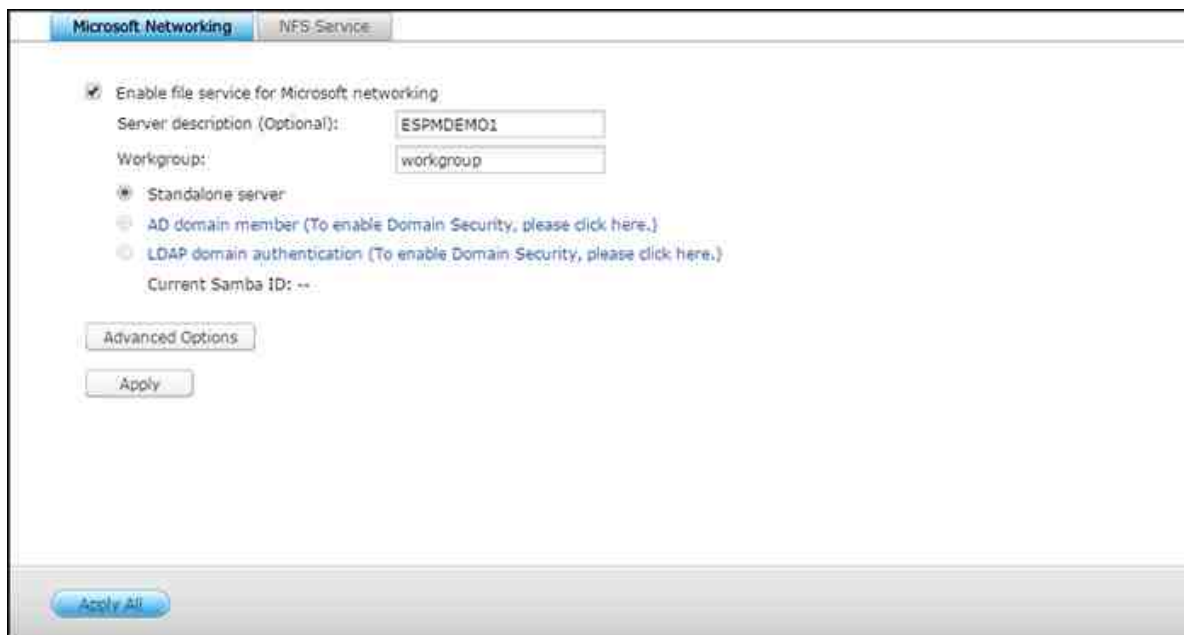 Microsoft Networking NFS Service
Enable file service for Microsoft networking
Server description (Optional): ESPMDEMO1
Workgroup: workgroup
Standalone server
AD domain member (To enable Domain Security, please click here.)
LDAP domain authentication (To enable Domain Security, please click here.)
Current Samba ID: --
Advanced Options
Apply
Apply All